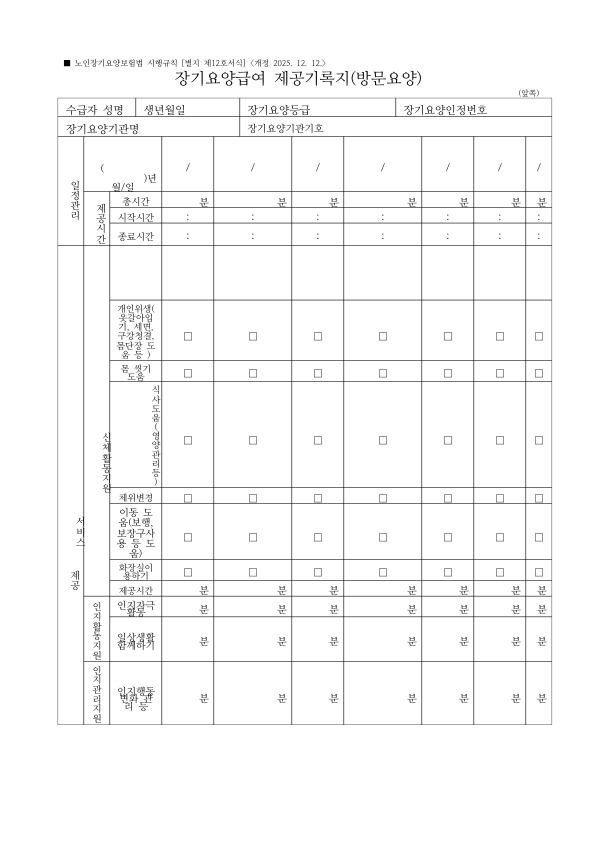 ■ 노인장기요양보험법 시행규칙 [별지 제12호서식] 〈개정 2025. 12. 12.〉
장기요양급여 제공기록지(방문요양)
(앞쪽)
수급자 성명 생년월일 장기요양등급 장기요양인정번호
장기요양기관명 장기요양기관기호
일정관리
( )년
월/일 / / / / / / /
제공시간
총시간 분 분 분 분 분 분 분
시작시간 : : : : : : :
종료시간 : : : : : : :
서비스 제공
신체활동지원
개인위생(
옷갈아입
기, 세면,
구강청결,
몸단장 도
움 등 ) □ □ □ □ □ □ □
몸 씻기
도움 □ □ □ □ □ □ □
식사도움(영양관리등) □ □ □ □ □ □ □
체위변경 □ □ □ □ □ □ □
이동 도
움(보행,
보장구사
용 등 도
움) □ □ □ □ □ □ □
화장실이
용하기 □ □ □ □ □ □ □
제공시간 분 분 분 분 분 분 분
인지활동지원
인지자극
활동 분 분 분 분 분 분 분
일상생활
함께하기 분 분 분 분 분 분 분
인지관리지원
인지행동
변화 관
리 등 분 분 분 분 분 분 분